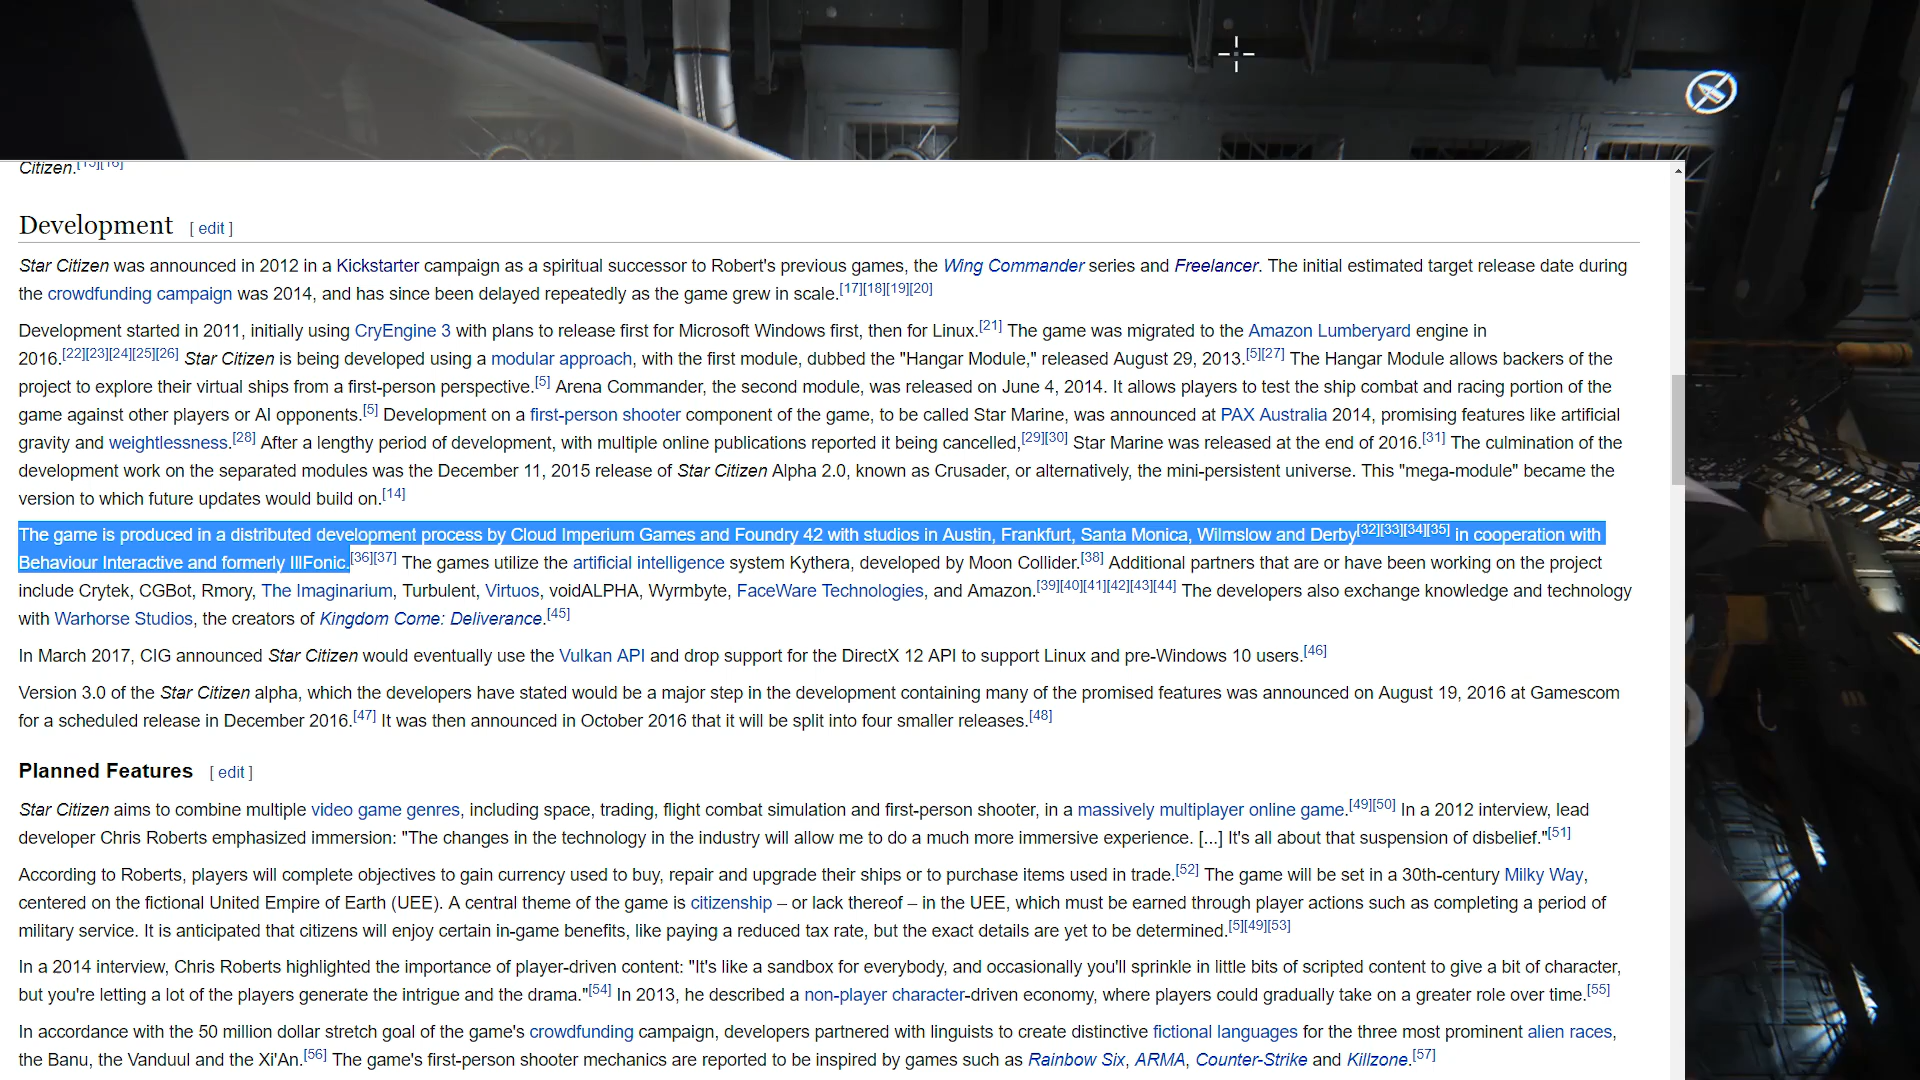 Citizen.[15][16]
Development [ edit ]
Star Citizen was announced in 2012 in a Kickstarter campaign as a spiritual successor to Robert's previous games, the Wing Commander series and Freelancer. The initial estimated target release date during
the crowdfunding campaign was 2014, and has since been delayed repeatedly as the game grew in scale.[17][18][19][20]
Development started in 2011, initially using CryEngine 3 with plans to release first for Microsoft Windows first, then for Linux.[21] The game was migrated to the Amazon Lumberyard engine in
2016.[22][23][24][25][26] Star Citizen is being developed using a modular approach, with the first module, dubbed the "Hangar Module," released August 29, 2013.[5][27] The Hangar Module allows backers of the
project to explore their virtual ships from a first-person perspective.[5] Arena Commander, the second module, was released on June 4, 2014. It allows players to test the ship combat and racing portion of the
game against other players or AI opponents.[5] Development on a first-person shooter component of the game, to be called Star Marine, was announced at PAX Australia 2014, promising features like artificial
gravity and weightlessness.[28] After a lengthy period of development, with multiple online publications reported it being cancelled,[29][30] Star Marine was released at the end of 2016.[31] The culmination of the
development work on the separated modules was the December 11, 2015 release of Star Citizen Alpha 2.0, known as Crusader, or alternatively, the mini-persistent universe. This "mega-module" became the
version to which future updates would build on.[14]
The game is produced in a distributed development process by Cloud Imperium Games and Foundry 42 with studios in Austin, Frankfurt, Santa Monica, Wilmslow and Derby[32][33][34][35] in cooperation with
Behaviour Interactive and formerly IllFonic.[36][37] The games utilize the artificial intelligence system Kythera, developed by Moon Collider.[38] Additional partners that are or have been working on the project
include Crytek, CGBot, Rmory, The Imaginarium, Turbulent, Virtuos, voidALPHA, Wyrmbyte, FaceWare Technologies, and Amazon.[39][40][41][42][43][44] The developers also exchange knowledge and technology
with Warhorse Studios, the creators of Kingdom Come: Deliverance.[45]
In March 2017, CIG announced Star Citizen would eventually use the Vulkan API and drop support for the DirectX 12 API to support Linux and pre-Windows 10 users.[46]
Version 3.0 of the Star Citizen alpha, which the developers have stated would be a major step in the development containing many of the promised features was announced on August 19, 2016 at Gamescom
for a scheduled release in December 2016.[47] It was then announced in October 2016 that it will be split into four smaller releases.[48]
Planned Features [ edit ]
Star Citizen aims to combine multiple video game genres, including space, trading, flight combat simulation and first-person shooter, in a massively multiplayer online game.[49][50] In a 2012 interview, lead
developer Chris Roberts emphasized immersion: "The changes in the technology in the industry will allow me to do a much more immersive experience. [...] It's all about that suspension of disbelief."[51]
According to Roberts, players will complete objectives to gain currency used to buy, repair and upgrade their ships or to purchase items used in trade.[52] The game will be set in a 30th-century Milky Way,
centered on the fictional United Empire of Earth (UEE). A central theme of the game is citizenship – or lack thereof – in the UEE, which must be earned through player actions such as completing a period of
military service. It is anticipated that citizens will enjoy certain in-game benefits, like paying a reduced tax rate, but the exact details are yet to be determined.[5][49][53]
In a 2014 interview, Chris Roberts highlighted the importance of player-driven content: "It's like a sandbox for everybody, and occasionally you'll sprinkle in little bits of scripted content to give a bit of character,
but you're letting a lot of the players generate the intrigue and the drama."[54] In 2013, he described a non-player character-driven economy, where players could gradually take on a greater role over time.[55]
In accordance with the 50 million dollar stretch goal of the game's crowdfunding campaign, developers partnered with linguists to create distinctive fictional languages for the three most prominent alien races,
the Banu, the Vanduul and the Xi'An.[56] The game's first-person shooter mechanics are reported to be inspired by games such as Rainbow Six, ARMA, Counter-Strike and Killzone.[57]